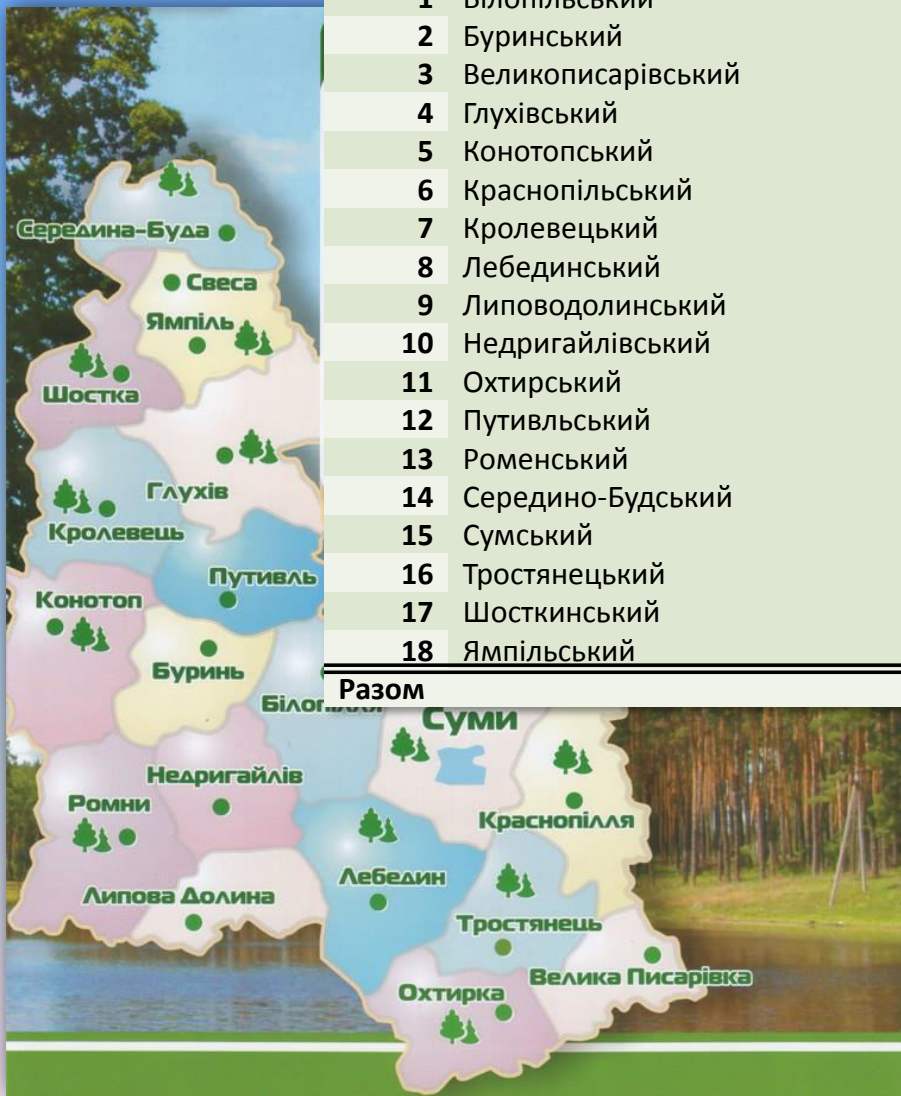 1 Білопільський
2 Буринський
3 Великописарівський
4 Глухівський
5 Конотопський
6 Краснопільський
7 Кролевецький
8 Лебединський
9 Липоводолинський
10 Недригайлівський
11 Охтирський
12 Путивльський
13 Роменський
14 Середино-Будський
15 Сумський
16 Тростянецький
17 Шосткинський
18 Ямпільський
Разом
Середина-Буда
Свеса
Ямпіль
Шостка
Глухів
Кролевець
Путивль
Конотоп
Буринь
Білопілля
Суми
Недригайлів
Ромни
Краснопілля
Лебедин
Липова Долина
Тростянець
Велика Писарівка
Охтирка